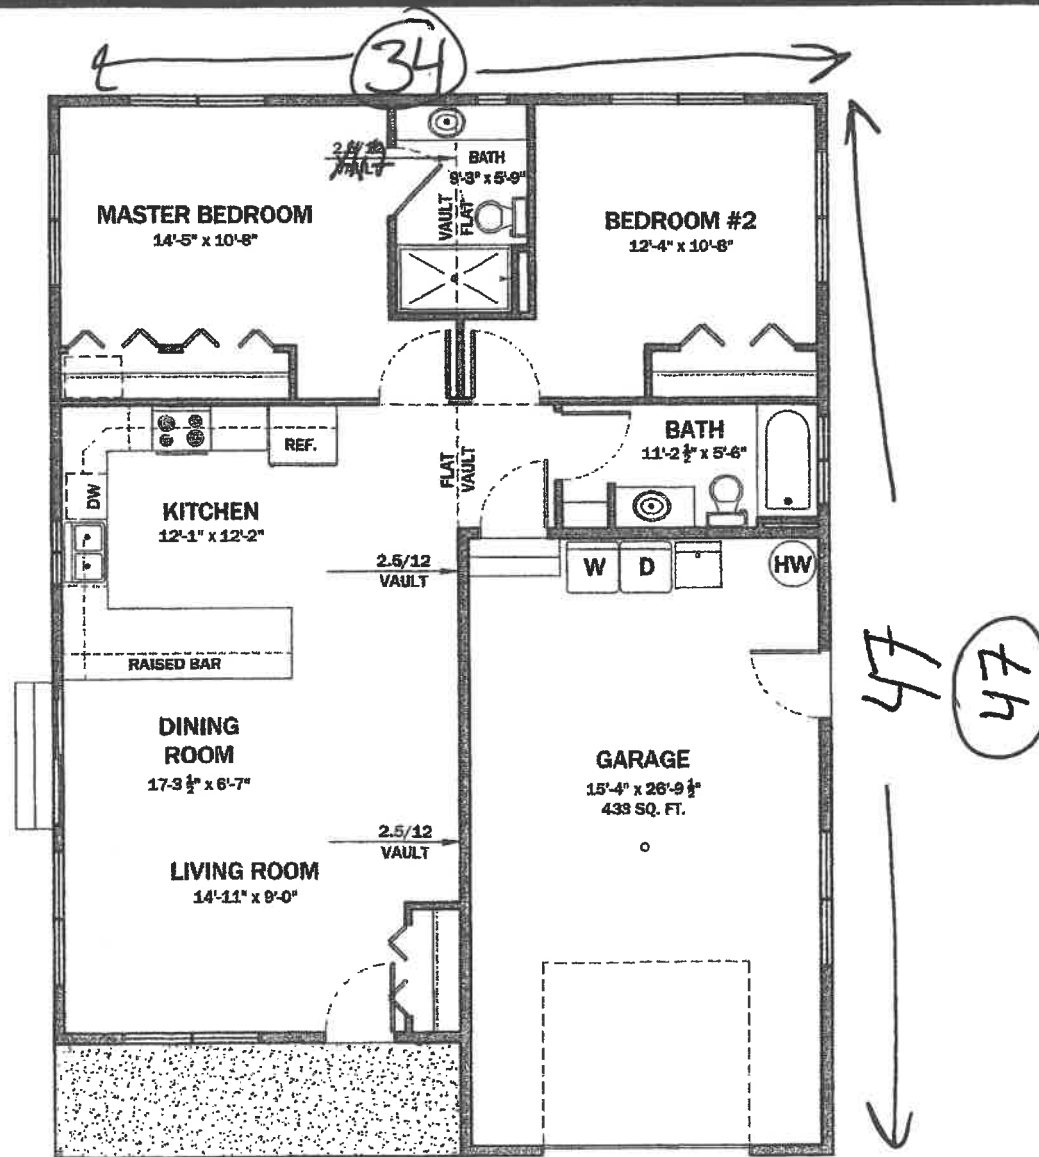 34
BATH
9'-3" x 5'-9"
VAULT
FLAT
MASTER BEDROOM
14'-5" x 10'-8"
BEDROOM #2
12'-4" x 10'-8"
REF.
DW
KITCHEN
12'-1" x 12'-2"
FLAT
VAULT
BATH
11'-2 ½" x 5'-6"
2.5/12
VAULT
W
D
HW
RAISED BAR
47
47
DINING
ROOM
17-3 ½" x 6'-7"
GARAGE
15'-4" x 26'-9 ½"
433 SQ. FT.
2.5/12
VAULT
LIVING ROOM
14'-11" x 9'-0"